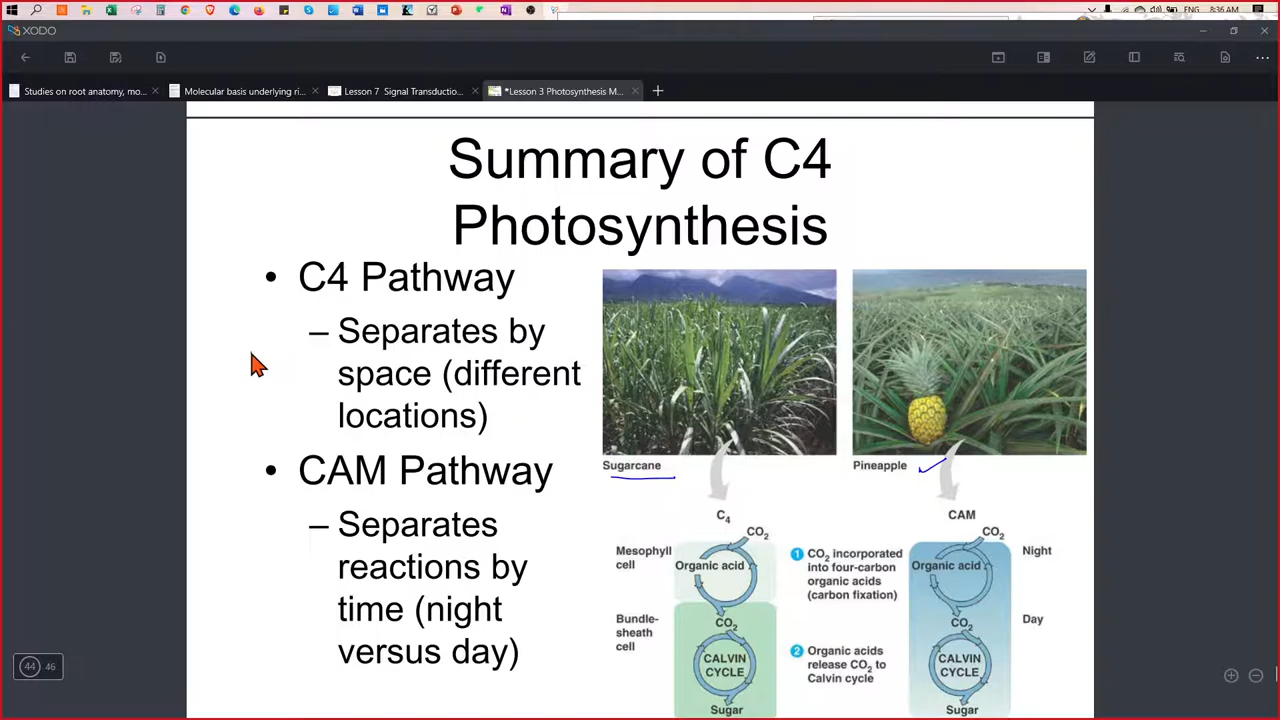 ENG
8:36 AM
XODO
Studies on root anatomy, mo...
Molecular basis underlying ri...
Lesson 7 Signal Transductio...
*Lesson 3 Photosynthesis M...
Summary of C4
Photosynthesis
• C4 Pathway
– Separates by
space (different
locations)
• CAM Pathway
– Separates
reactions by
time (night
versus day)
Sugarcane
Pineapple
C4
CAM
CO2
CO2
Mesophyll
cell
Organic acid
1 CO2 incorporated
into four-carbon
organic acids
(carbon fixation)
Organic acid
Night
Bundle-
sheath
cell
CO2
CO2
Day
CALVIN
CYCLE
2 Organic acids
release CO2 to
Calvin cycle
CALVIN
CYCLE
Sugar
Sugar
44 46